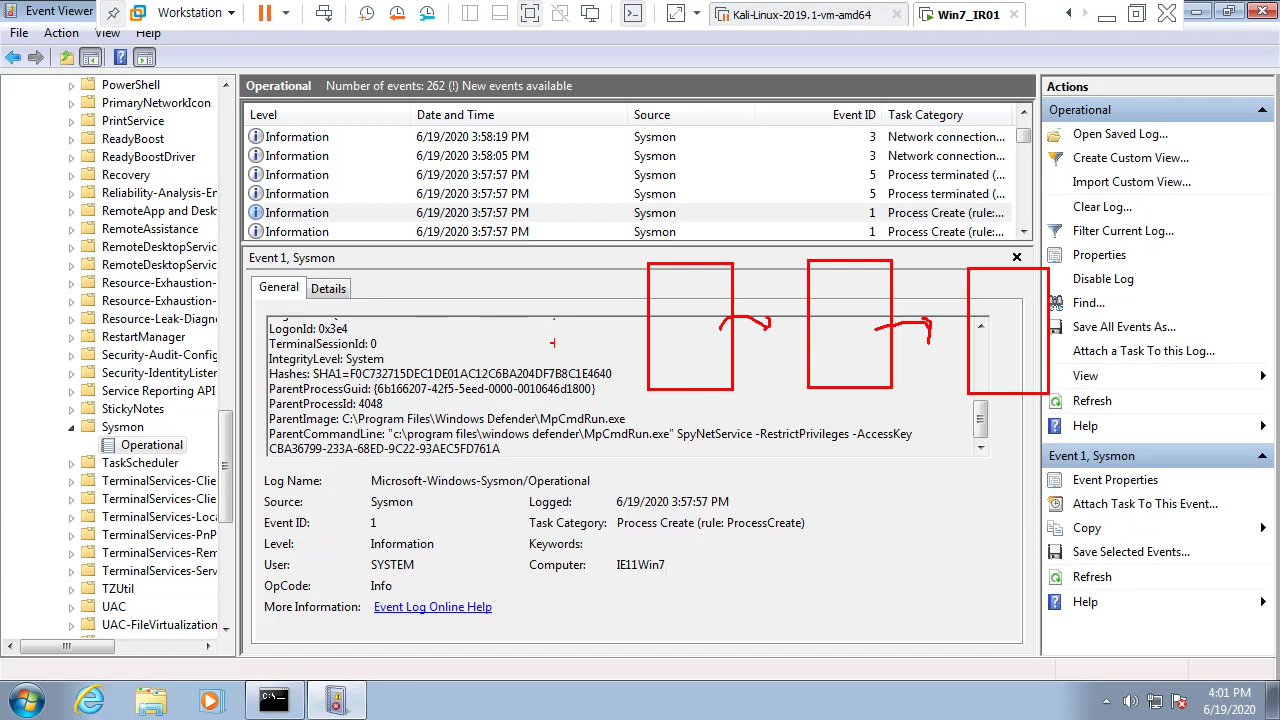 Event Viewer
Workstation
Kali-Linux-2019.1-vm-amd64
Win7_IR01
File Action View Help
PowerShell
PrimaryNetworkIcon
PrintService
ReadyBoost
ReadyBoostDriver
Recovery
Reliability-Analysis-En
RemoteApp and Desk
RemoteAssistance
RemoteDesktopServic
RemoteDesktopServic
Resource-Exhaustion-
Resource-Exhaustion-
Resource-Leak-Diagno
RestartManager
Security-Audit-Config
Security-IdentityListen
Service Reporting API
StickyNotes
Sysmon
Operational
TaskScheduler
TerminalServices-Clie
TerminalServices-Clie
TerminalServices-Loca
TerminalServices-PnP
TerminalServices-Rem
TerminalServices-Serv
TZUtil
UAC
UAC-FileVirtualization
Operational Number of events: 262 (!) New events available
Level Date and Time Source Event ID Task Category
Information 6/19/2020 3:58:19 PM Sysmon 3 Network connection...
Information 6/19/2020 3:58:05 PM Sysmon 3 Network connection...
Information 6/19/2020 3:57:57 PM Sysmon 5 Process terminated (...
Information 6/19/2020 3:57:57 PM Sysmon 5 Process terminated (...
Information 6/19/2020 3:57:57 PM Sysmon 1 Process Create (rule:...
Information 6/19/2020 3:57:57 PM Sysmon 1 Process Create (rule:...
Event 1, Sysmon
General Details
LogonId: 0x3e4
TerminalSessionId: 0
IntegrityLevel: System
Hashes: SHA1=F0C732715DEC1DE01AC12C6BA204DF7B8C1E4640
ParentProcessGuid: {6b166207-42f5-5eed-0000-0010646d1800}
ParentProcessId: 4048
ParentImage: C:\Program Files\Windows Defender\MpCmdRun.exe
ParentCommandLine: "c:\program files\windows defender\MpCmdRun.exe" SpyNetService -RestrictPrivileges -AccessKey
CBA36799-233A-68ED-9C22-93AEC5FD761A
Log Name: Microsoft-Windows-Sysmon/Operational
Source: Sysmon Logged: 6/19/2020 3:57:57 PM
Event ID: 1 Task Category: Process Create (rule: ProcessCreate)
Level: Information Keywords:
User: SYSTEM Computer: IE11Win7
OpCode: Info
More Information: Event Log Online Help
Actions
Operational
Open Saved Log...
Create Custom View...
Import Custom View...
Clear Log...
Filter Current Log...
Properties
Disable Log
Find...
Save All Events As...
Attach a Task To this Log...
View
Refresh
Help
Event 1, Sysmon
Event Properties
Attach Task To This Event...
Copy
Save Selected Events...
Refresh
Help
4:01 PM
6/19/2020